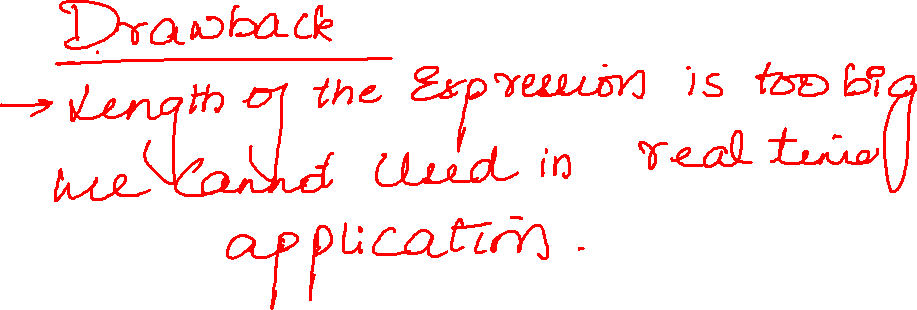 Drawback
→ Length of the Expression is too big
we cannot used in real time
application.